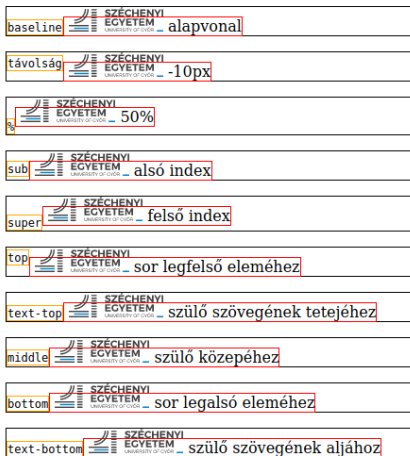 baseline SZÉCHENYI EGYETEM UNIVERSITY OF GYŐR _ alapvonal
távolság SZÉCHENYI EGYETEM UNIVERSITY OF GYŐR _ -10px
% SZÉCHENYI EGYETEM UNIVERSITY OF GYŐR _ 50%
sub SZÉCHENYI EGYETEM UNIVERSITY OF GYŐR _ alsó index
super SZÉCHENYI EGYETEM UNIVERSITY OF GYŐR _ felső index
top SZÉCHENYI EGYETEM UNIVERSITY OF GYŐR _ sor legfelső eleméhez
text-top SZÉCHENYI EGYETEM UNIVERSITY OF GYŐR _ szülő szövegének tetejéhez
middle SZÉCHENYI EGYETEM UNIVERSITY OF GYŐR _ szülő közepéhez
bottom SZÉCHENYI EGYETEM UNIVERSITY OF GYŐR _ sor legalsó eleméhez
text-bottom SZÉCHENYI EGYETEM UNIVERSITY OF GYŐR _ szülő szövegének aljához